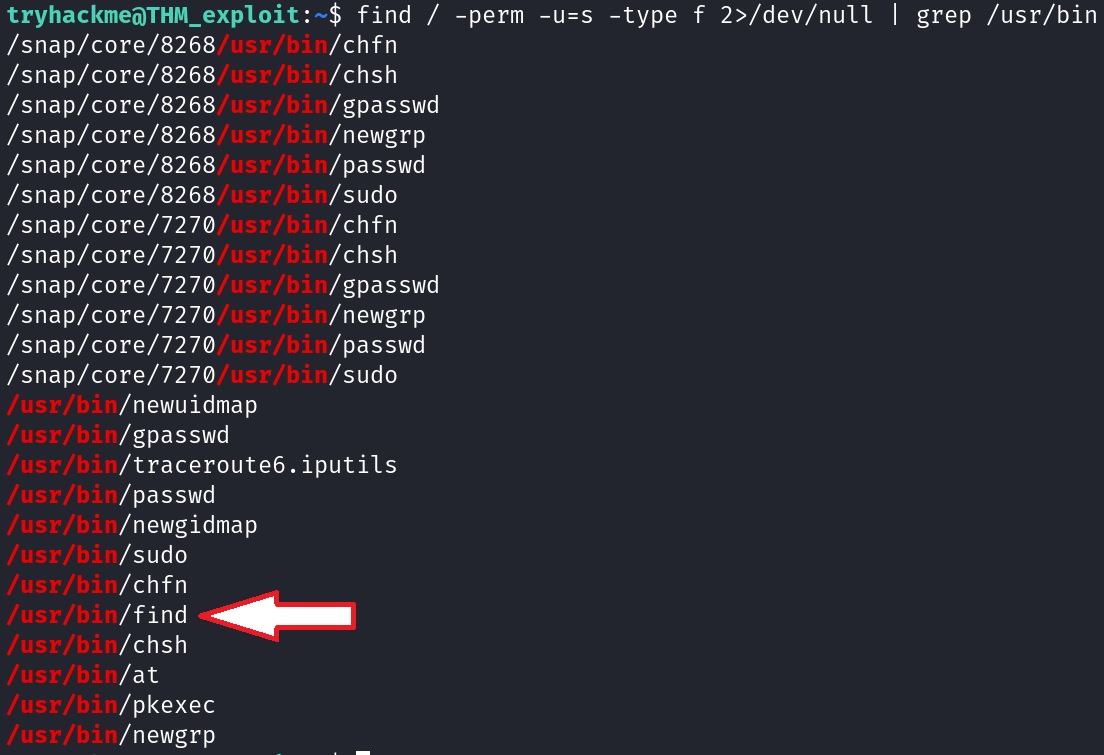 tryhackme@THM_exploit:~$ find / -perm -u=s -type f 2>/dev/null | grep /usr/bin
/snap/core/8268/usr/bin/chfn
/snap/core/8268/usr/bin/chsh
/snap/core/8268/usr/bin/gpasswd
/snap/core/8268/usr/bin/newgrp
/snap/core/8268/usr/bin/passwd
/snap/core/8268/usr/bin/sudo
/snap/core/7270/usr/bin/chfn
/snap/core/7270/usr/bin/chsh
/snap/core/7270/usr/bin/gpasswd
/snap/core/7270/usr/bin/newgrp
/snap/core/7270/usr/bin/passwd
/snap/core/7270/usr/bin/sudo
/usr/bin/newuidmap
/usr/bin/gpasswd
/usr/bin/traceroute6.iputils
/usr/bin/passwd
/usr/bin/newgidmap
/usr/bin/sudo
/usr/bin/chfn
/usr/bin/find
/usr/bin/chsh
/usr/bin/at
/usr/bin/pkexec
/usr/bin/newgrp